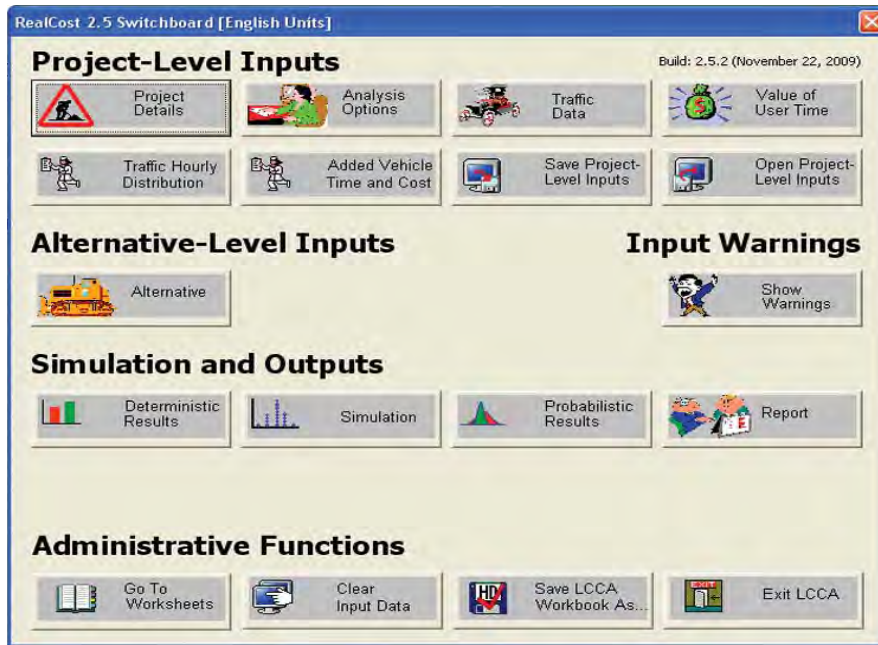 RealCost 2.5 Switchboard [English Units]
Project-Level Inputs
Build: 2.5.2 (November 22, 2009)
Project
Details
Analysis
Options
Traffic
Data
Value of
User Time
Traffic Hourly
Distribution
Added Vehicle
Time and Cost
Save Project-
Level Inputs
Open Project-
Level Inputs
Alternative-Level Inputs
Input Warnings
Alternative
Show
Warnings
Simulation and Outputs
Deterministic
Results
Simulation
Probabilistic
Results
E
Report
Administrative Functions
Go To
Worksheets
Clear
Input Data
HD
Save LCCA
Workbook As...
EXIT
Exit LCCA